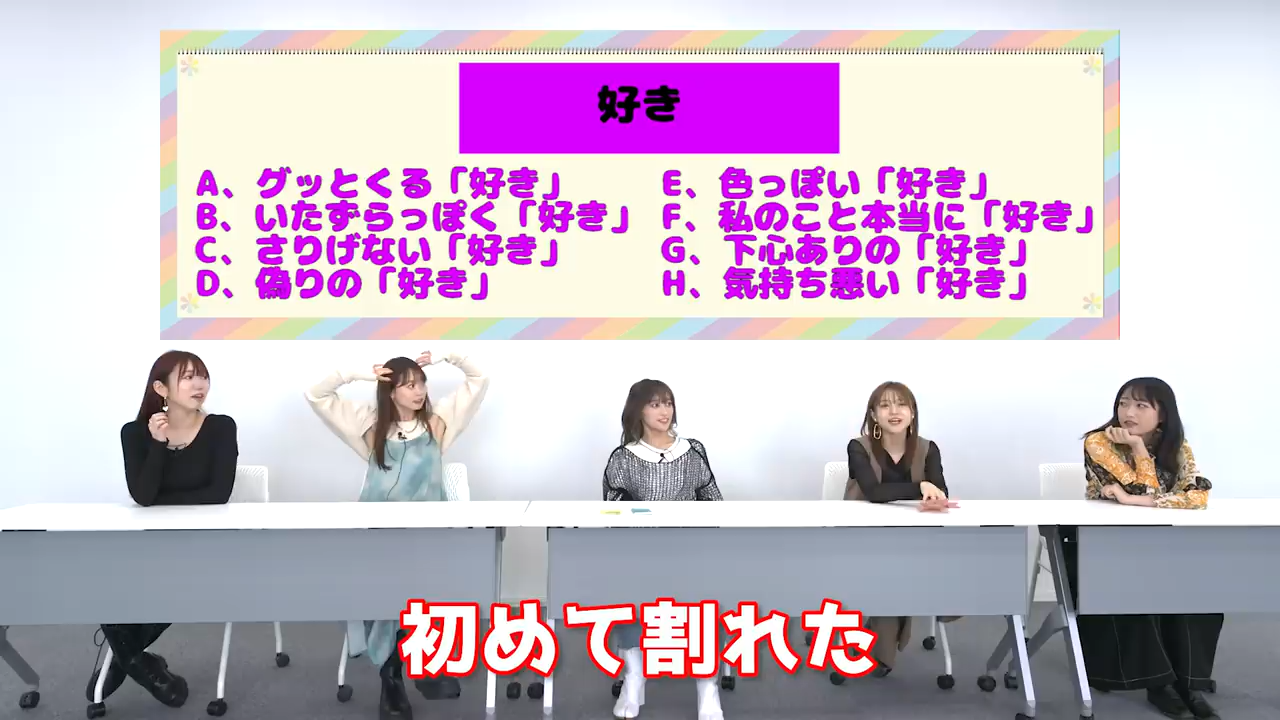 好き
A、グッとくる「好き」
B、いたずらっぽく「好き」
C、さりげない「好き」
D、偽りの「好き」
E、色っぽい「好き」
F、私のこと本当に「好き」
G、下心ありの「好き」
H、気持ち悪い「好き」
初めて割れた